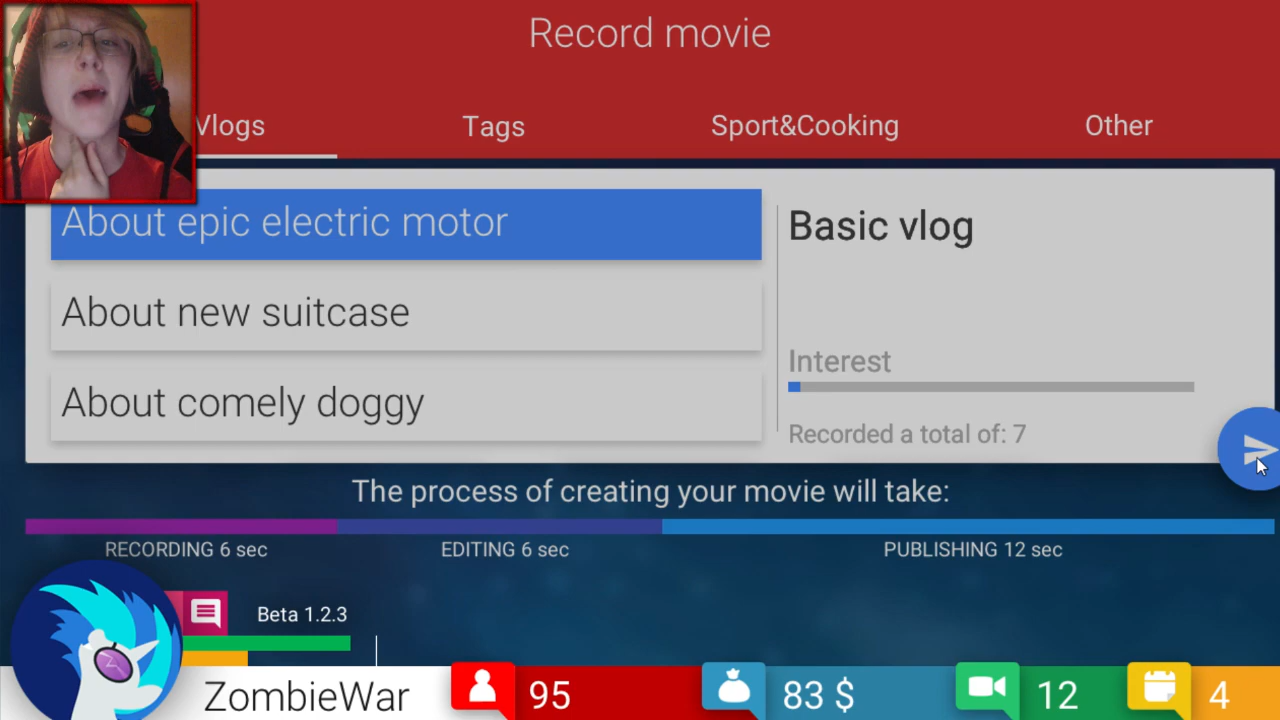 Record movie
Vlogs
Tags
Sport&Cooking
Other
About epic electric motor
About new suitcase
About comely doggy
Basic vlog
Interest
Recorded a total of: 7
The process of creating your movie will take:
RECORDING 6 sec
EDITING 6 sec
PUBLISHING 12 sec
Beta 1.2.3
ZombieWar
95
83 $
12
4